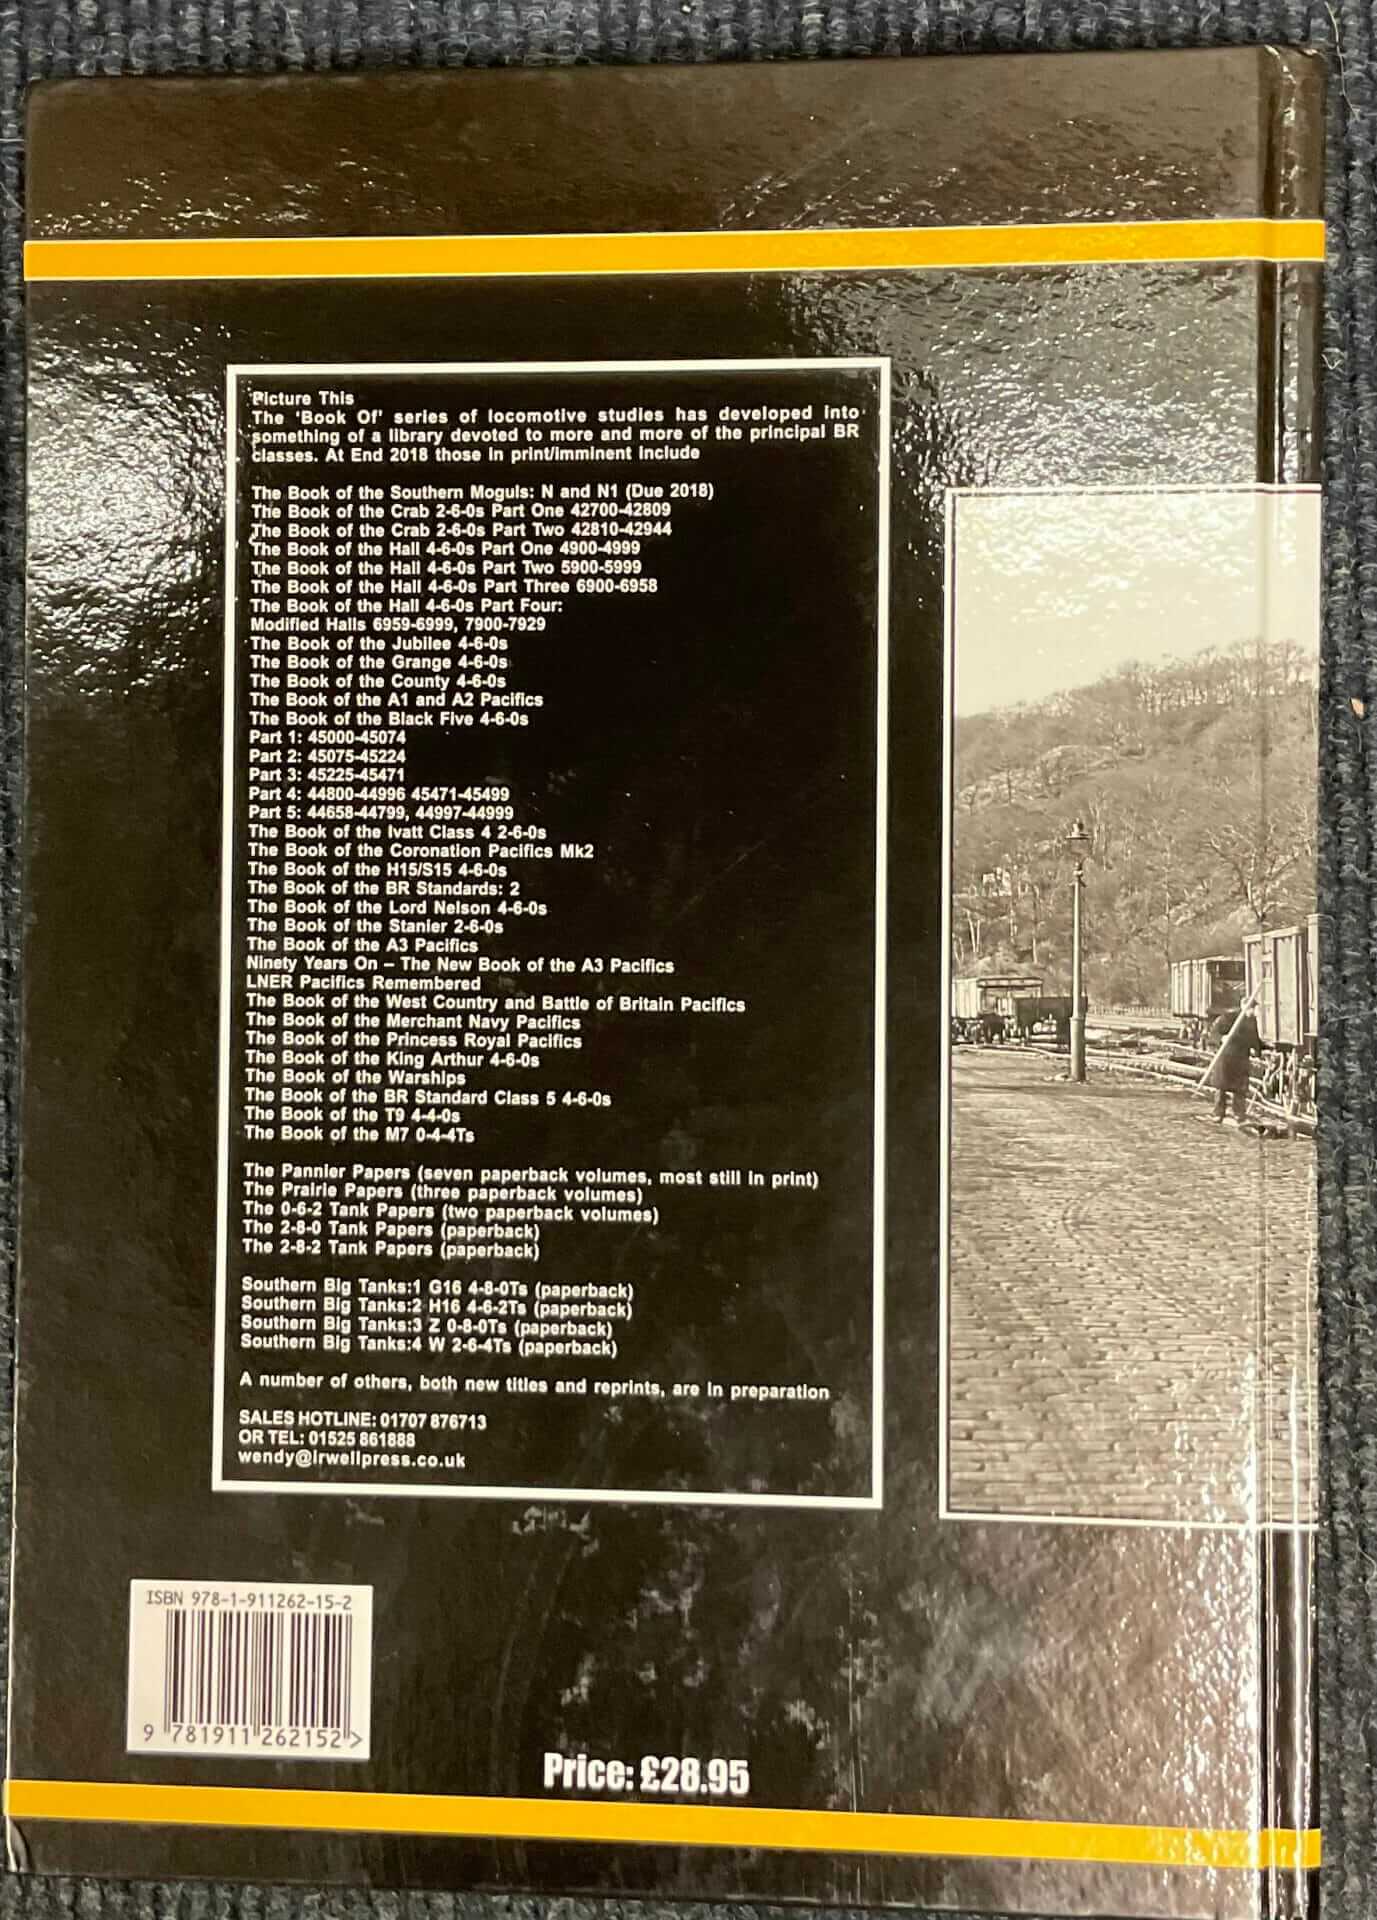 Picture This
The 'Book Of' series of locomotive studies has developed into
something of a library devoted to more and more of the principal BR
classes. At End 2018 those in print/imminent include
The Book of the Southern Moguls: N and N1 (Due 2018)
The Book of the Crab 2-6-0s Part One 42700-42809
The Book of the Crab 2-6-0s Part Two 42810-42944
The Book of the Hall 4-6-0s Part One 4900-4999
The Book of the Hall 4-6-0s Part Two 5900-5999
The Book of the Hall 4-6-0s Part Three 6900-6958
The Book of the Hall 4-6-0s Part Four:
Modified Halls 6959-6999, 7900-7929
The Book of the Jubilee 4-6-0s
The Book of the Grange 4-6-0s
The Book of the County 4-6-0s
The Book of the A1 and A2 Pacifics
The Book of the Black Five 4-6-0s
Part 1: 45000-45074
Part 2: 45075-45224
Part 3: 45225-45471
Part 4: 44800-44996 45471-45499
Part 5: 44658-44799, 44997-44999
The Book of the Ivatt Class 4 2-6-0s
The Book of the Coronation Pacifics Mk2
The Book of the H15/S15 4-6-0s
The Book of the BR Standards: 2
The Book of the Lord Nelson 4-6-0s
The Book of the Stanier 2-6-0s
The Book of the A3 Pacifics
Ninety Years On – The New Book of the A3 Pacifics
LNER Pacifics Remembered
The Book of the West Country and Battle of Britain Pacifics
The Book of the Merchant Navy Pacifics
The Book of the Princess Royal Pacifics
The Book of the King Arthur 4-6-0s
The Book of the Warships
The Book of the BR Standard Class 5 4-6-0s
The Book of the T9 4-4-0s
The Book of the M7 0-4-4Ts
The Pannier Papers (seven paperback volumes, most still in print)
The Prairie Papers (three paperback volumes)
The 0-6-2 Tank Papers (two paperback volumes)
The 2-8-0 Tank Papers (paperback)
The 2-8-2 Tank Papers (paperback)
Southern Big Tanks:1 G16 4-8-0Ts (paperback)
Southern Big Tanks:2 H16 4-6-2Ts (paperback)
Southern Big Tanks:3 Z 0-8-0Ts (paperback)
Southern Big Tanks:4 W 2-6-4Ts (paperback)
A number of others, both new titles and reprints, are in preparation
SALES HOTLINE: 01707 876713
OR TEL: 01525 861888
wendy@irwellpress.co.uk
ISBN 978-1-911262-15-2
9 781911 262152 >
Price: £28.95